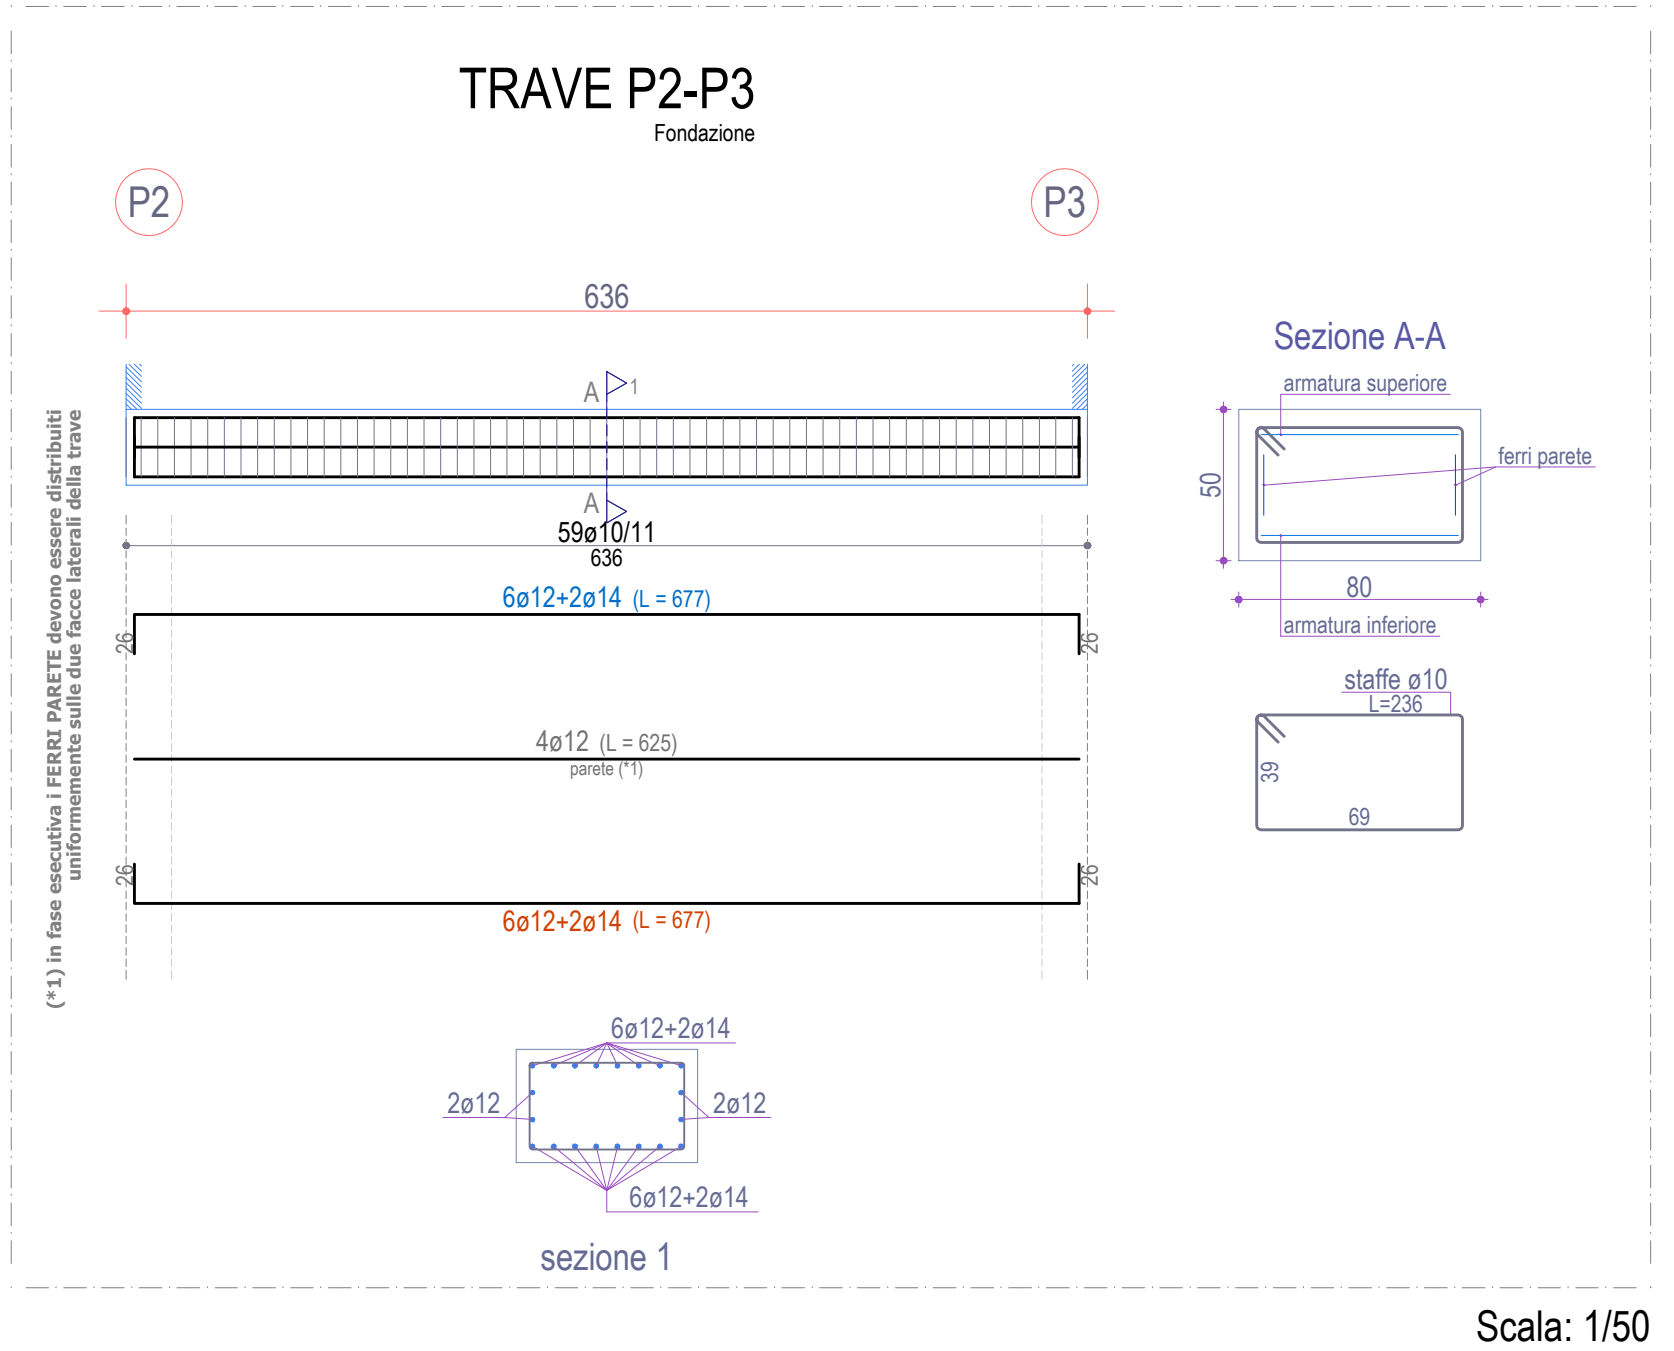 TRAVE P2-P3
Fondazione
P2
P3
636
A
1
A
59ø10/11
636
6ø12+2ø14 (L = 677)
26
26
4ø12 (L = 625)
parete (*1)
26
26
6ø12+2ø14 (L = 677)
(*1) in fase esecutiva i FERRI PARETE devono essere distribuiti
uniformemente sulle due facce laterali della trave
Sezione A-A
armatura superiore
ferri parete
50
80
armatura inferiore
staffe ø10
L=236
39
69
6ø12+2ø14
2ø12
2ø12
6ø12+2ø14
sezione 1
Scala: 1/50